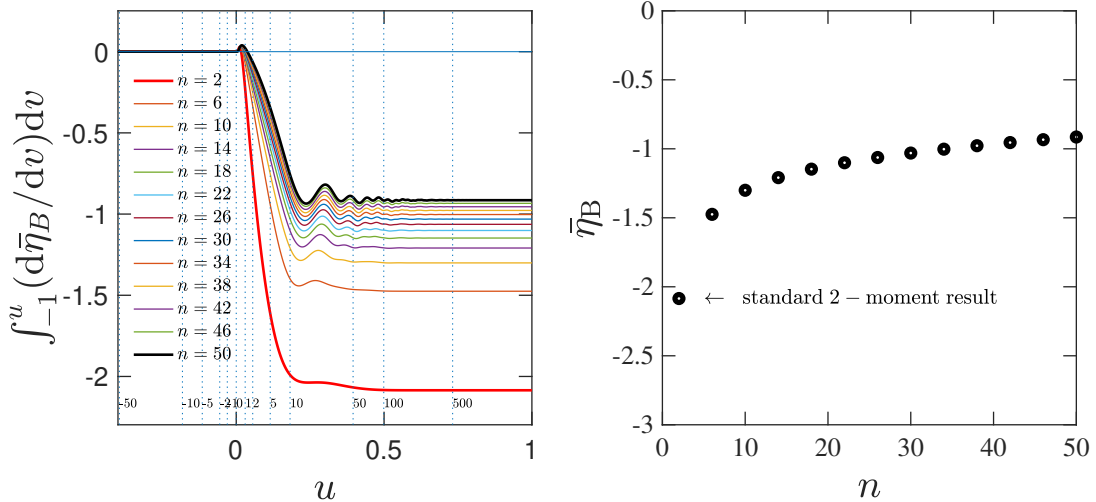 0
-0.5
-1
-1.5
-2
∫_{-1}^{u}(dη̄_B/dv)dv
n = 2
n = 6
n = 10
n = 14
n = 18
n = 22
n = 26
n = 30
n = 34
n = 38
n = 42
n = 46
n = 50
-50 -10 -5 -2 -1 0 1 2 5 10 50 100 500
0 0.5 1
u
0
-0.5
-1
-1.5
-2
-2.5
-3
η̄_B
← standard 2 − moment result
0 10 20 30 40 50
n